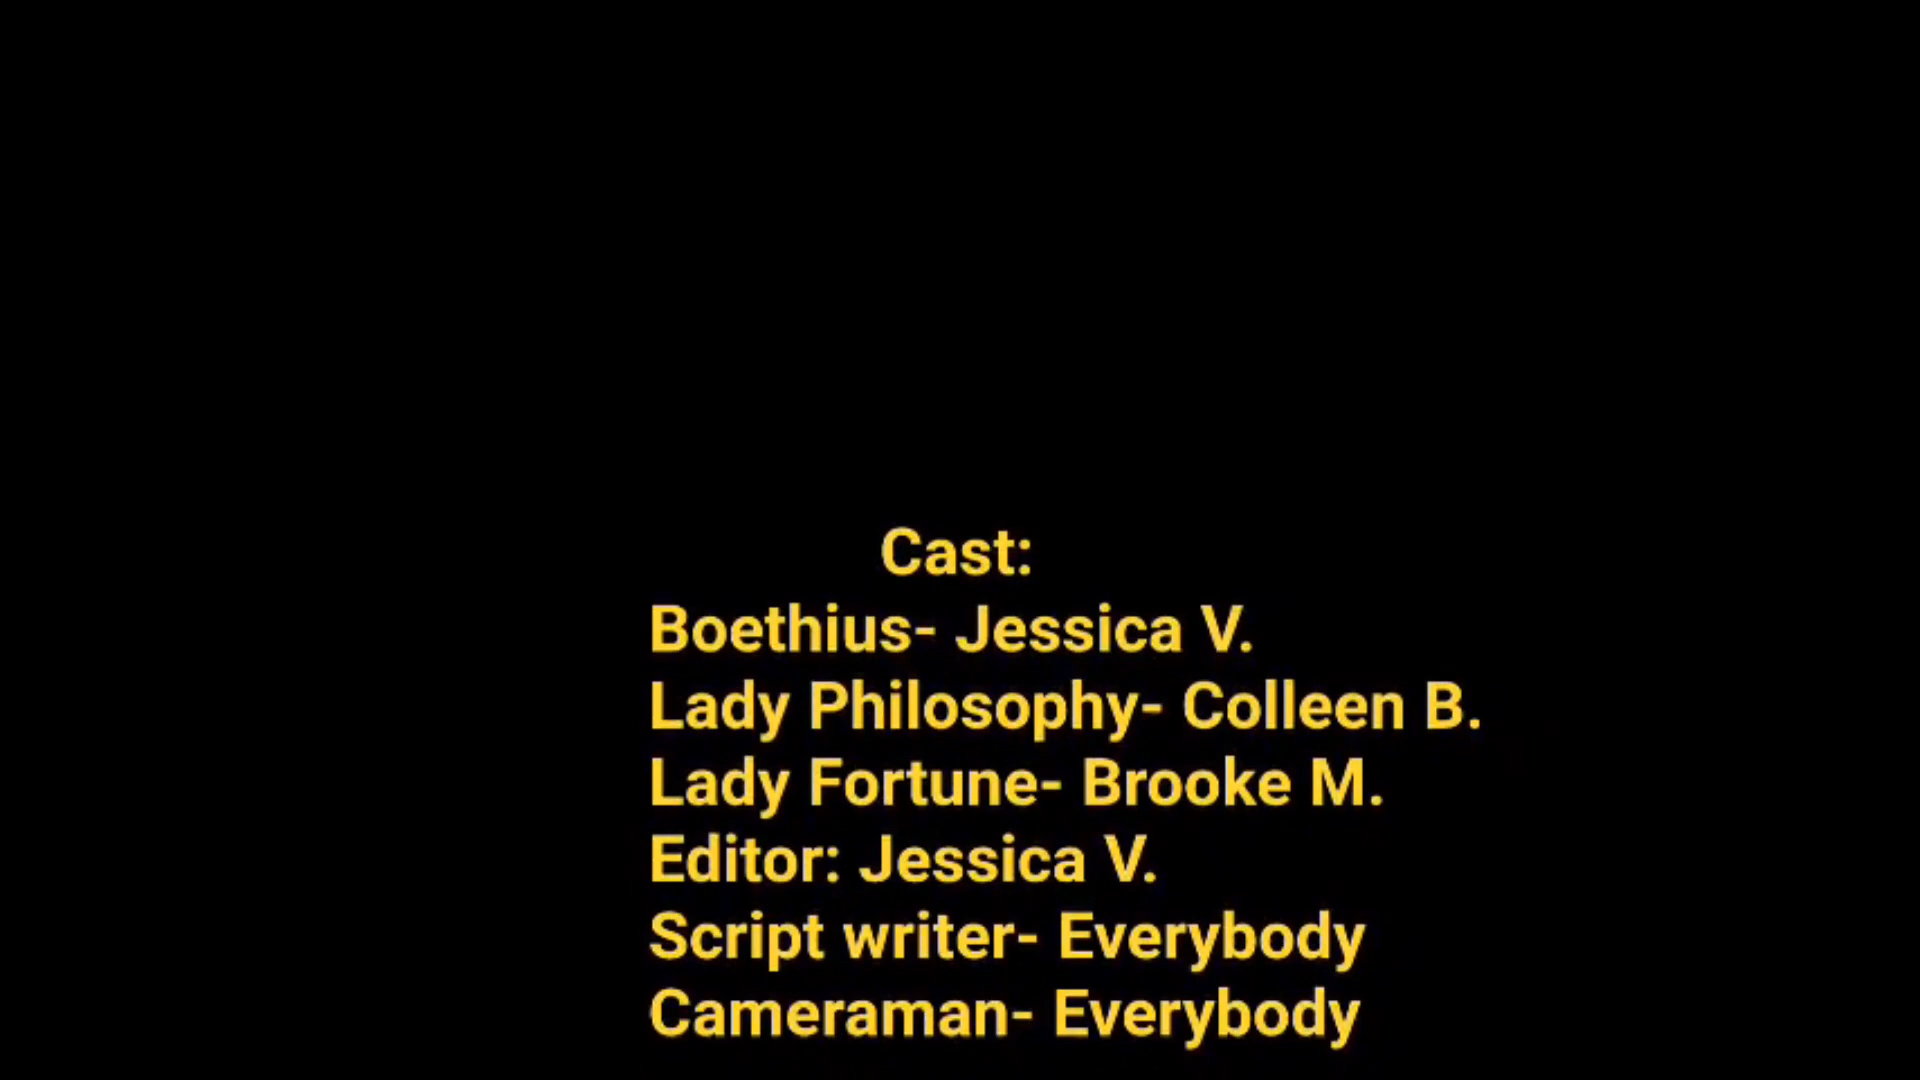 Cast:
Boethius- Jessica V.
Lady Philosophy- Colleen B.
Lady Fortune- Brooke M.
Editor: Jessica V.
Script writer- Everybody
Cameraman- Everybody